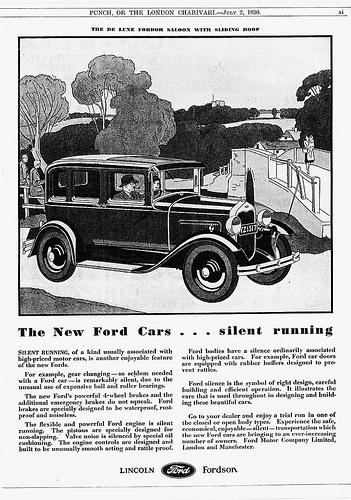 PUNCH, OR THE LONDON CHARIVARI.—July 2, 1930.
xi
THE DE LUXE FORDOR SALOON WITH SLIDING ROOF
The New Ford Cars . . . silent running
SILENT RUNNING, of a kind usually associated with
high-priced motor cars, is another enjoyable feature
of the new Fords.
For example, gear changing—so seldom needed
with a Ford car—is remarkably silent, due to the
unusual use of expensive ball and roller bearings.
The new Ford's powerful 4-wheel brakes and the
additional emergency brakes do not squeak. Ford
brakes are specially designed to be waterproof, rust-
proof and noiseless.
The flexible and powerful Ford engine is silent
running. The pistons are specially designed for
non-slapping. Valve noise is silenced by special oil
cushioning. The engine controls are designed and
built to be unusually smooth acting and rattle proof.
Ford bodies have a silence ordinarily associated
with high-priced cars. For example, Ford car doors
are equipped with rubber buffers designed to pre-
vent rattles.
Ford silence is the symbol of right design, careful
building and efficient operation. It illustrates the
care that is used throughout in designing and build-
ing these beautiful cars.
Go to your dealer and enjoy a trial run in one of
the closed or open body types. Experience the safe,
economical, enjoyable—silent—transportation which
the new Ford cars are bringing to an ever-increasing
number of owners. Ford Motor Company Limited,
London and Manchester.
LINCOLN Ford Fordson